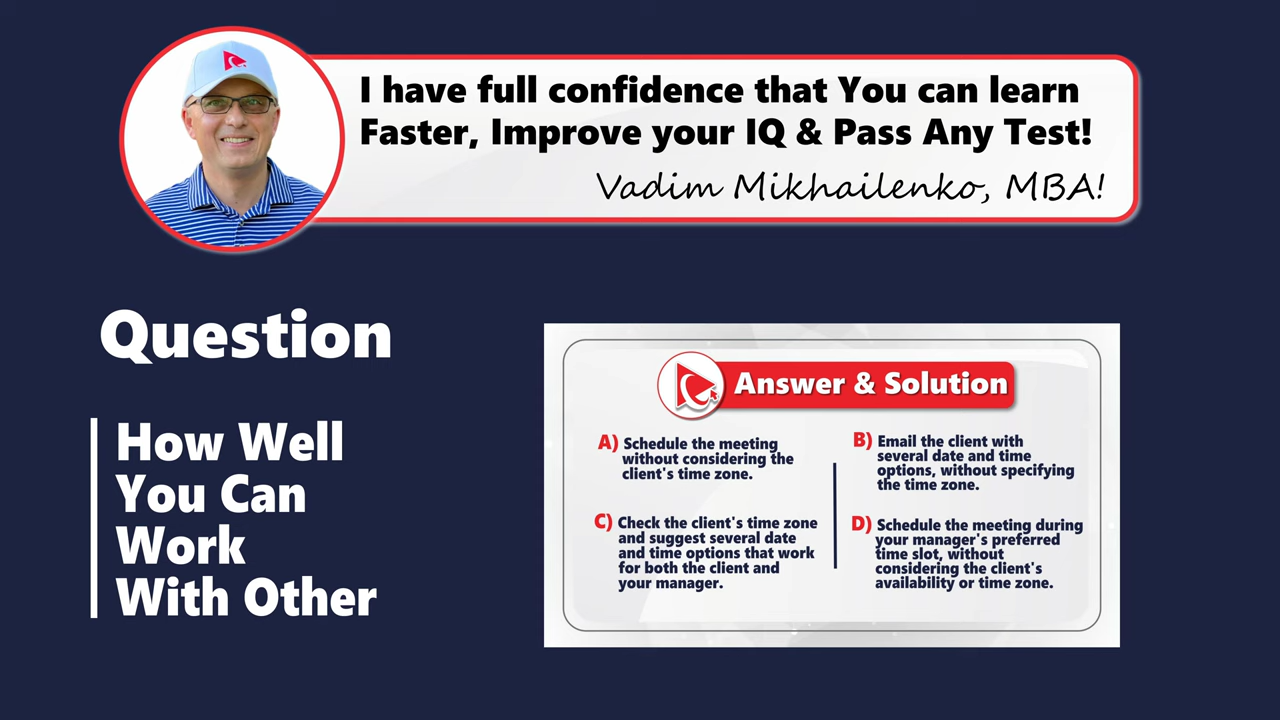 I have full confidence that You can learn
Faster, Improve your IQ & Pass Any Test!
Vadim Mikhailenko, MBA!
Question
How Well
You Can
Work
With Other
Answer & Solution
A) Schedule the meeting
without considering the
client's time zone.
B) Email the client with
several date and time
options, without specifying
the time zone.
C) Check the client's time zone
and suggest several date
and time options that work
for both the client and
your manager.
D) Schedule the meeting during
your manager's preferred
time slot, without
considering the client's
availability or time zone.